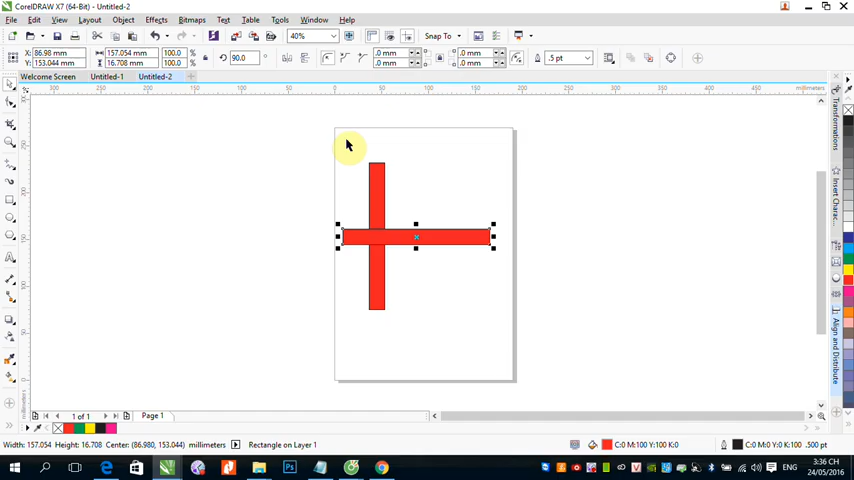 CorelDRAW X7 (64-Bit) - Untitled-2
File Edit View Layout Object Effects Bitmaps Text Table Tools Window Help
40% Snap To
X: 86.98 mm 157.054 mm 100.0 % 90.0 ° .0 mm .0 mm .5 pt
Y: 153.044 mm 16.708 mm 100.0 % .0 mm .0 mm
Welcome Screen Untitled-1 Untitled-2
250 200 150 100 50 0 50 100 150 200 250 300 350 400 450 millimeters
Transformations
Insert Charac...
Align and Distribute
millimeters
1 of 1 Page 1
Width: 157.054 Height: 16.708 Center: (86.980, 153.044) millimeters Rectangle on Layer 1 C:0 M:100 Y:100 K:0 C:0 M:0 Y:0 K:100 .500 pt
ENG 3:36 CH
24/05/2016